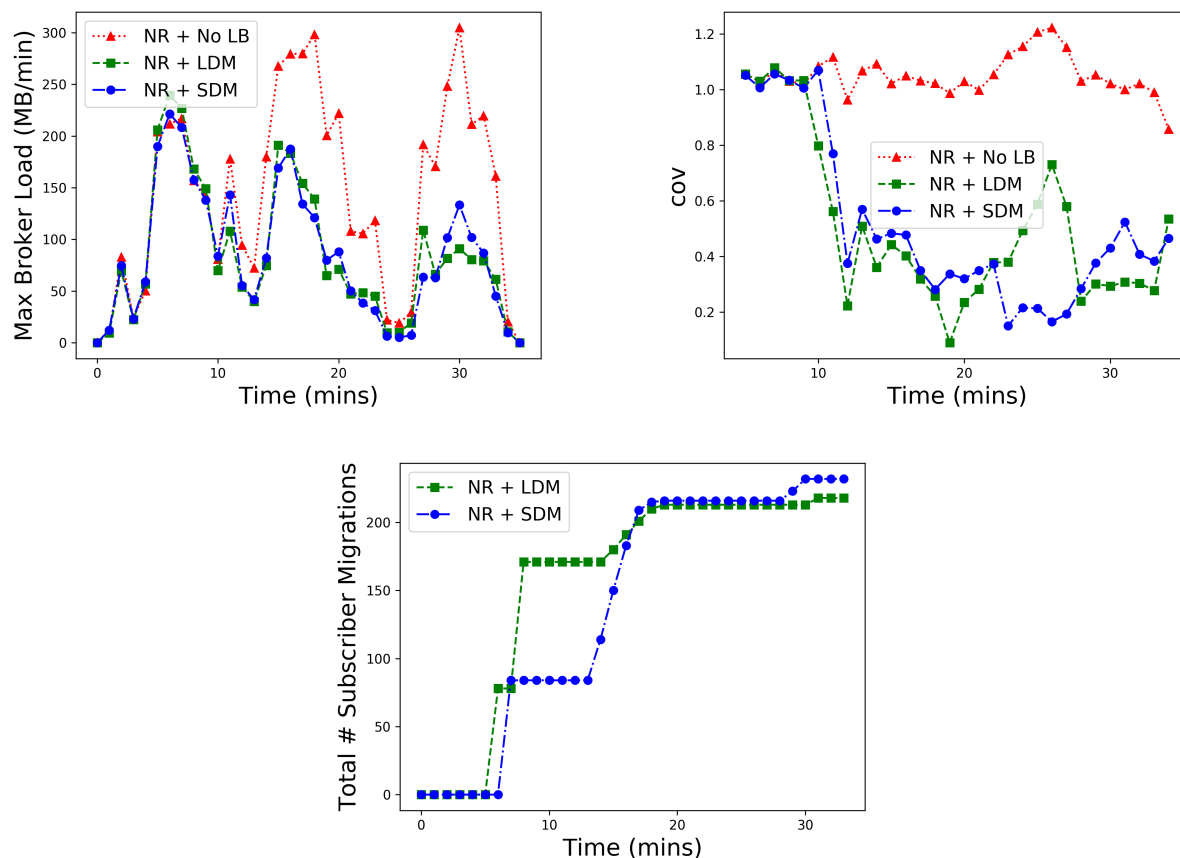 Max Broker Load (MB/min)
300
250
200
150
100
50
0
NR + No LB
NR + LDM
NR + SDM
0
10
20
30
Time (mins)
cov
1.2
1.0
0.8
0.6
0.4
0.2
NR + No LB
NR + LDM
NR + SDM
10
20
30
Time (mins)
Total # Subscriber Migrations
200
150
100
50
0
NR + LDM
NR + SDM
0
10
20
30
Time (mins)